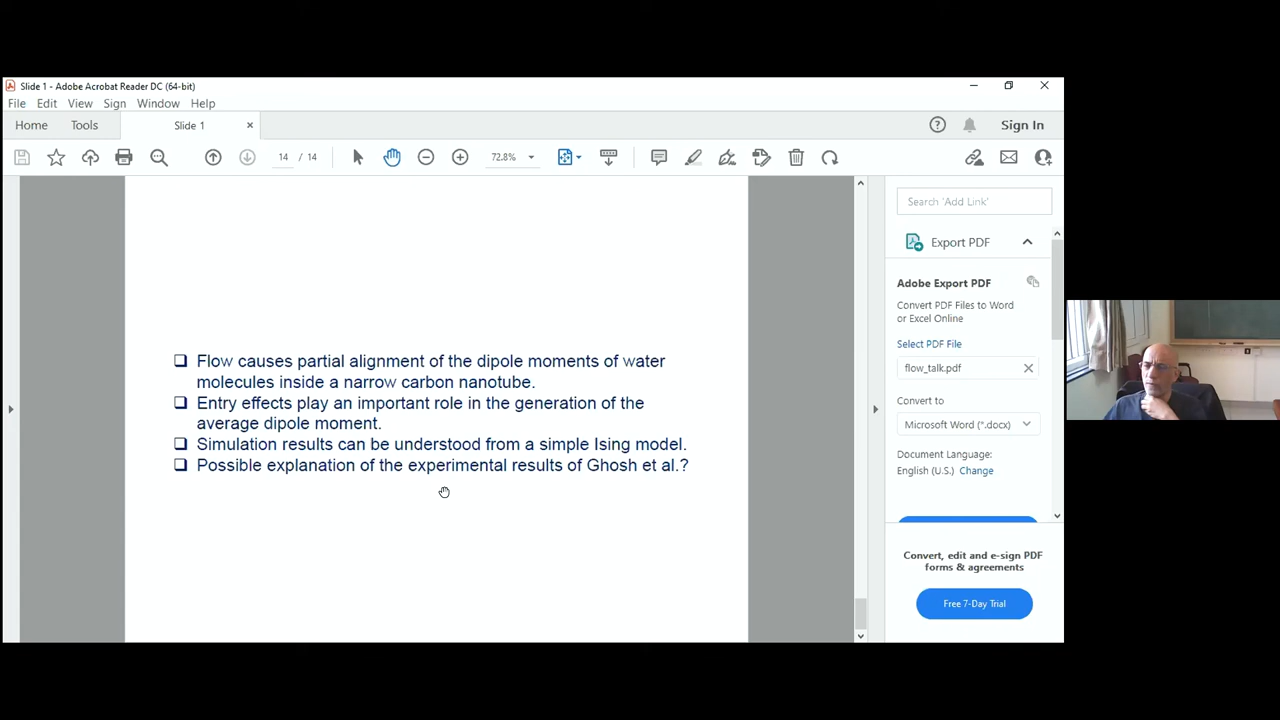 Slide 1 - Adobe Acrobat Reader DC (64-bit)
File Edit View Sign Window Help
Home Tools Slide 1 Sign In
14 / 14 72.8%
Search 'Add Link'
Export PDF
Adobe Export PDF
Convert PDF Files to Word
or Excel Online
Select PDF File
flow_talk.pdf
Convert to
Microsoft Word (*.docx)
Document Language:
English (U.S.) Change
Convert, edit and e-sign PDF
forms & agreements
Free 7-Day Trial
Flow causes partial alignment of the dipole moments of water
molecules inside a narrow carbon nanotube.
Entry effects play an important role in the generation of the
average dipole moment.
Simulation results can be understood from a simple Ising model.
Possible explanation of the experimental results of Ghosh et al.?